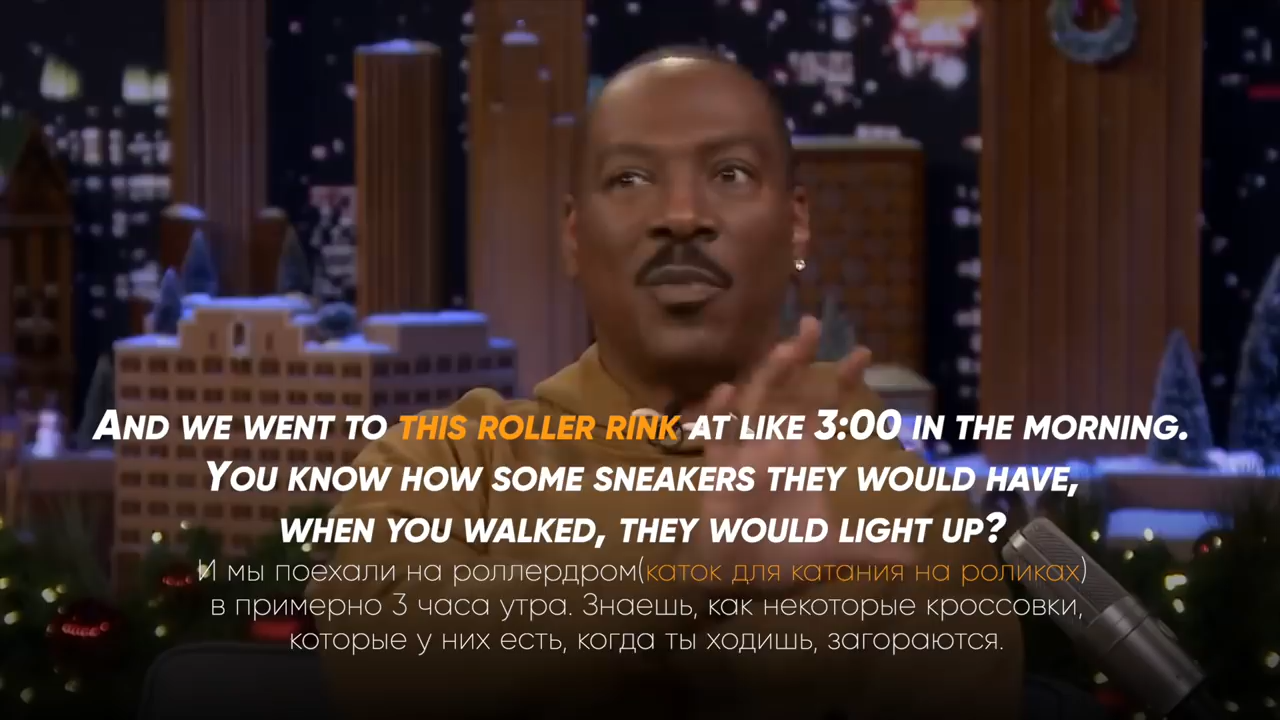 And we went to this roller rink at like 3:00 in the morning.
You know how some sneakers they would have,
when you walked, they would light up?
И мы поехали на роллердром(каток для катания на роликах)
в примерно 3 часа утра. Знаешь, как некоторые кроссовки,
которые у них есть, когда ты ходишь, загораются.